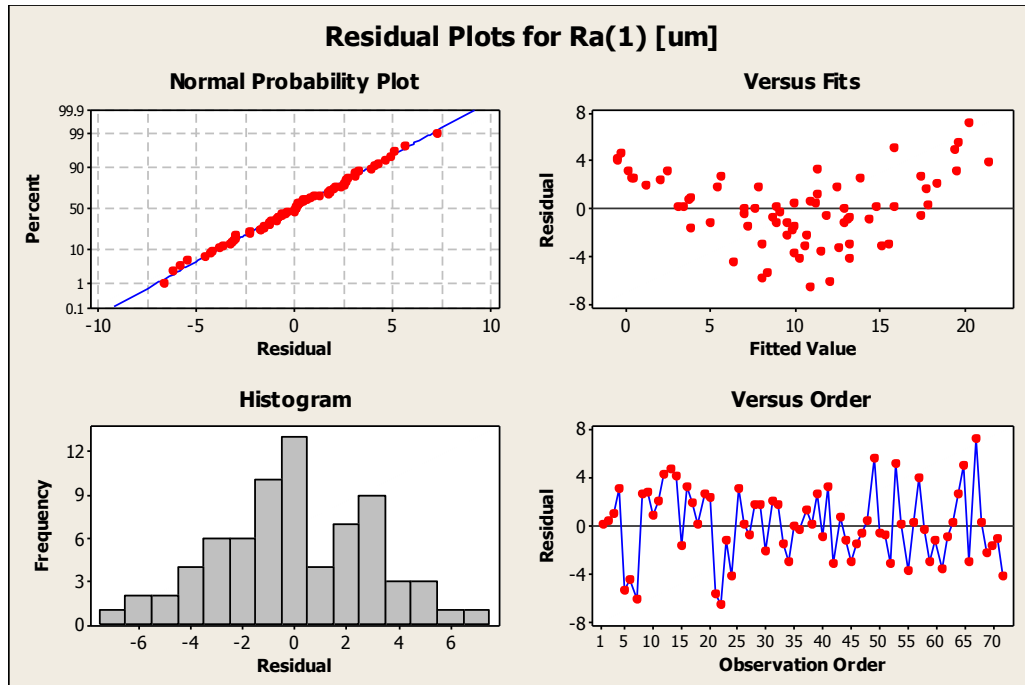 Residual Plots for Ra(1) [um]
Normal Probability Plot
99.9
99
90
50
10
1
0.1
Percent
-10 -5 0 5 10
Residual
Versus Fits
8
4
0
-4
-8
Residual
0 5 10 15 20
Fitted Value
Histogram
12
9
6
3
0
Frequency
-6 -4 -2 0 2 4 6
Residual
Versus Order
8
4
0
-4
-8
Residual
1 5 10 15 20 25 30 35 40 45 50 55 60 65 70
Observation Order